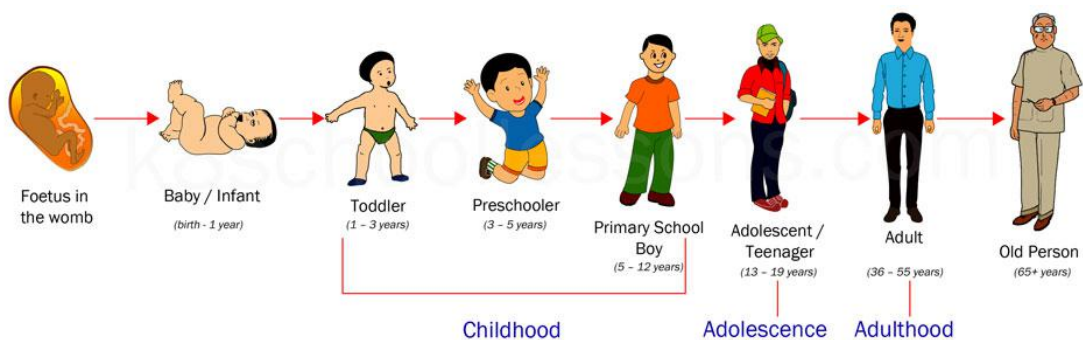 Foetus in
the womb
Baby / Infant
(birth - 1 year)
Toddler
(1 – 3 years)
Preschooler
(3 – 5 years)
Primary School
Boy
(5 – 12 years)
Adolescent /
Teenager
(13 – 19 years)
Adult
(36 – 55 years)
Old Person
(65+ years)
Childhood
Adolescence
Adulthood